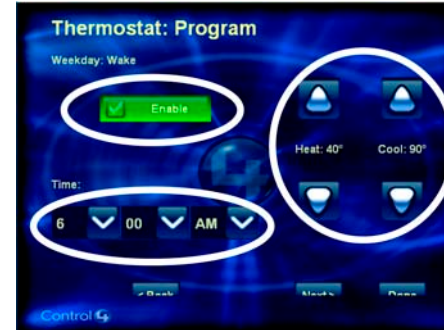 Thermostat: Program
Weekday: Wake
Enable
Heat: 40°
Cool: 90°
Time:
6 00 AM
< Back
Next >
Done
Control4